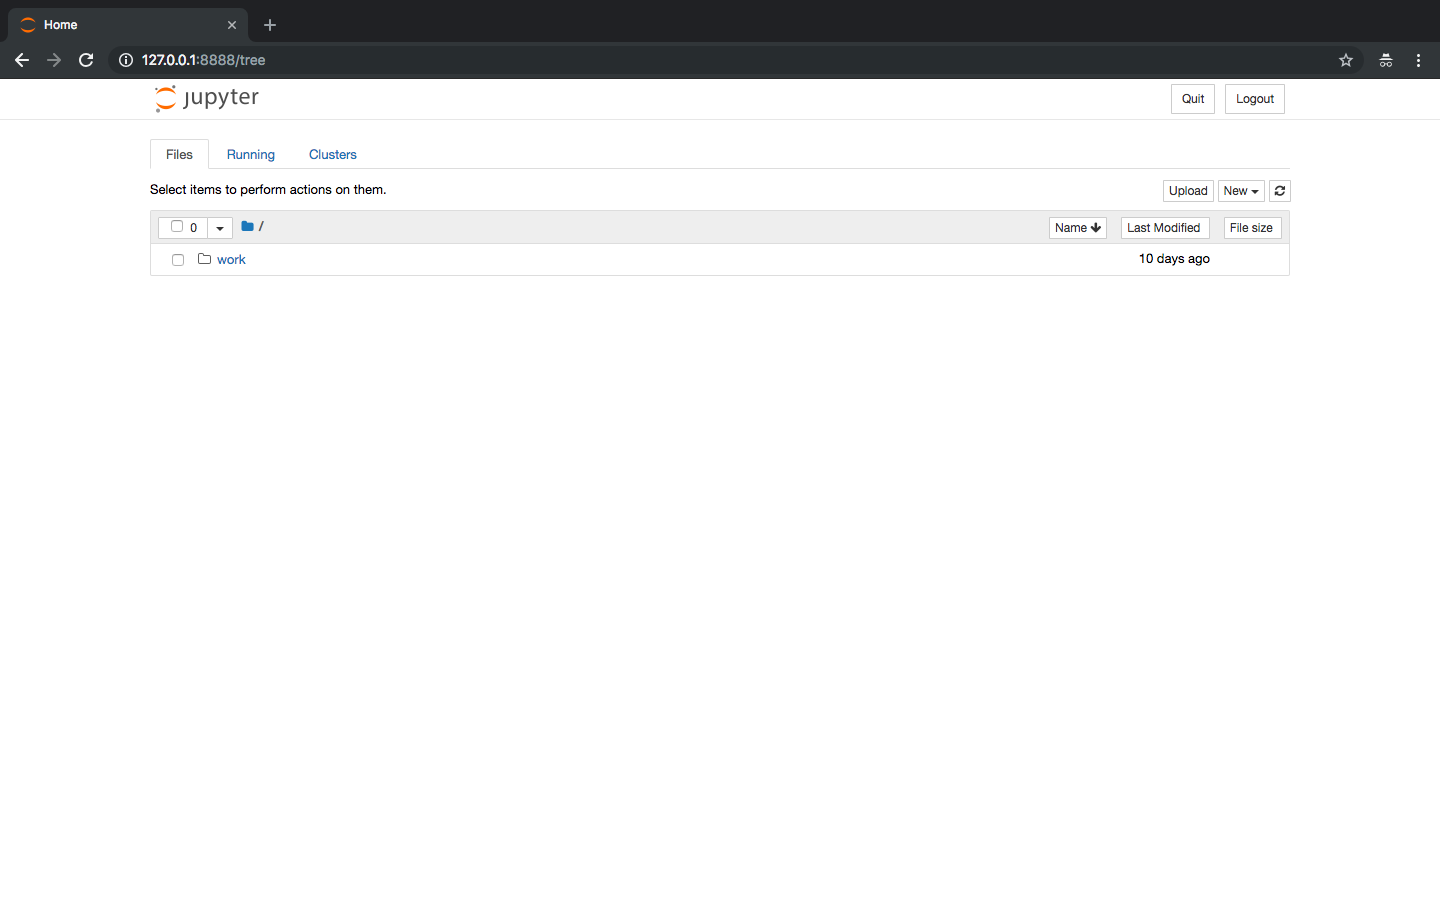 Home
127.0.0.1:8888/tree
jupyter
Quit Logout
Files Running Clusters
Select items to perform actions on them.
Upload New
0 / Name Last Modified File size
work 10 days ago